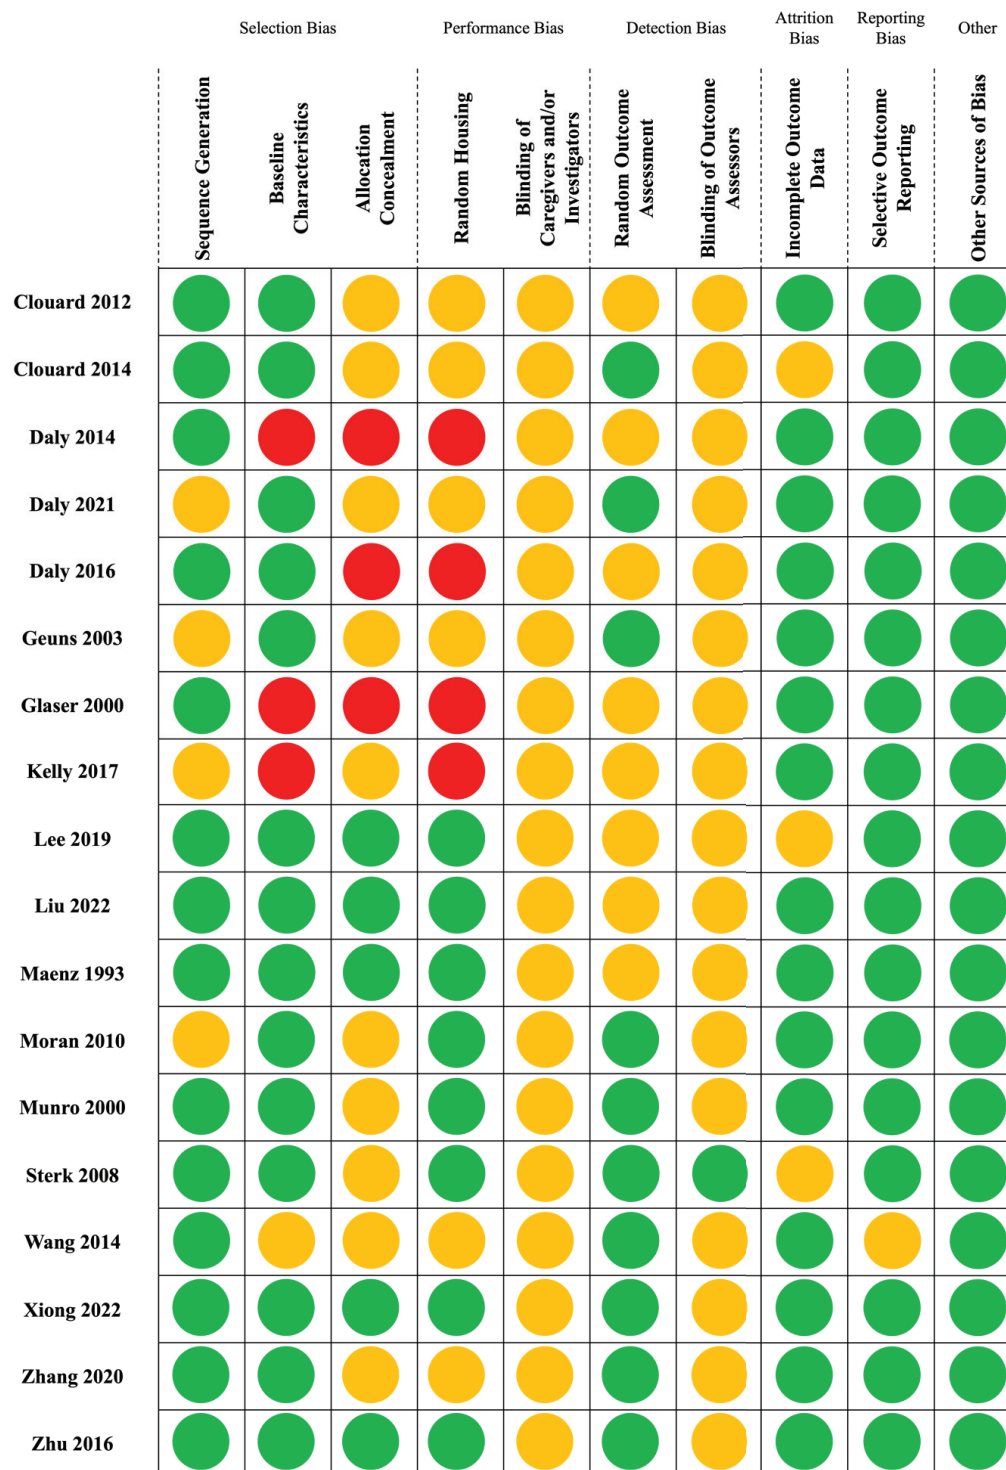 Selection Bias
Performance Bias
Detection Bias
Attrition
Bias
Reporting
Bias
Other
Sequence Generation
Baseline
Characteristics
Allocation
Concealment
Random Housing
Blinding of
Caregivers and/or
Investigators
Random Outcome
Assessment
Blinding of Outcome
Assessors
Incomplete Outcome
Data
Selective Outcome
Reporting
Other Sources of Bias
Clouard 2012
Clouard 2014
Daly 2014
Daly 2021
Daly 2016
Geuns 2003
Glaser 2000
Kelly 2017
Lee 2019
Liu 2022
Maenz 1993
Moran 2010
Munro 2000
Sterk 2008
Wang 2014
Xiong 2022
Zhang 2020
Zhu 2016